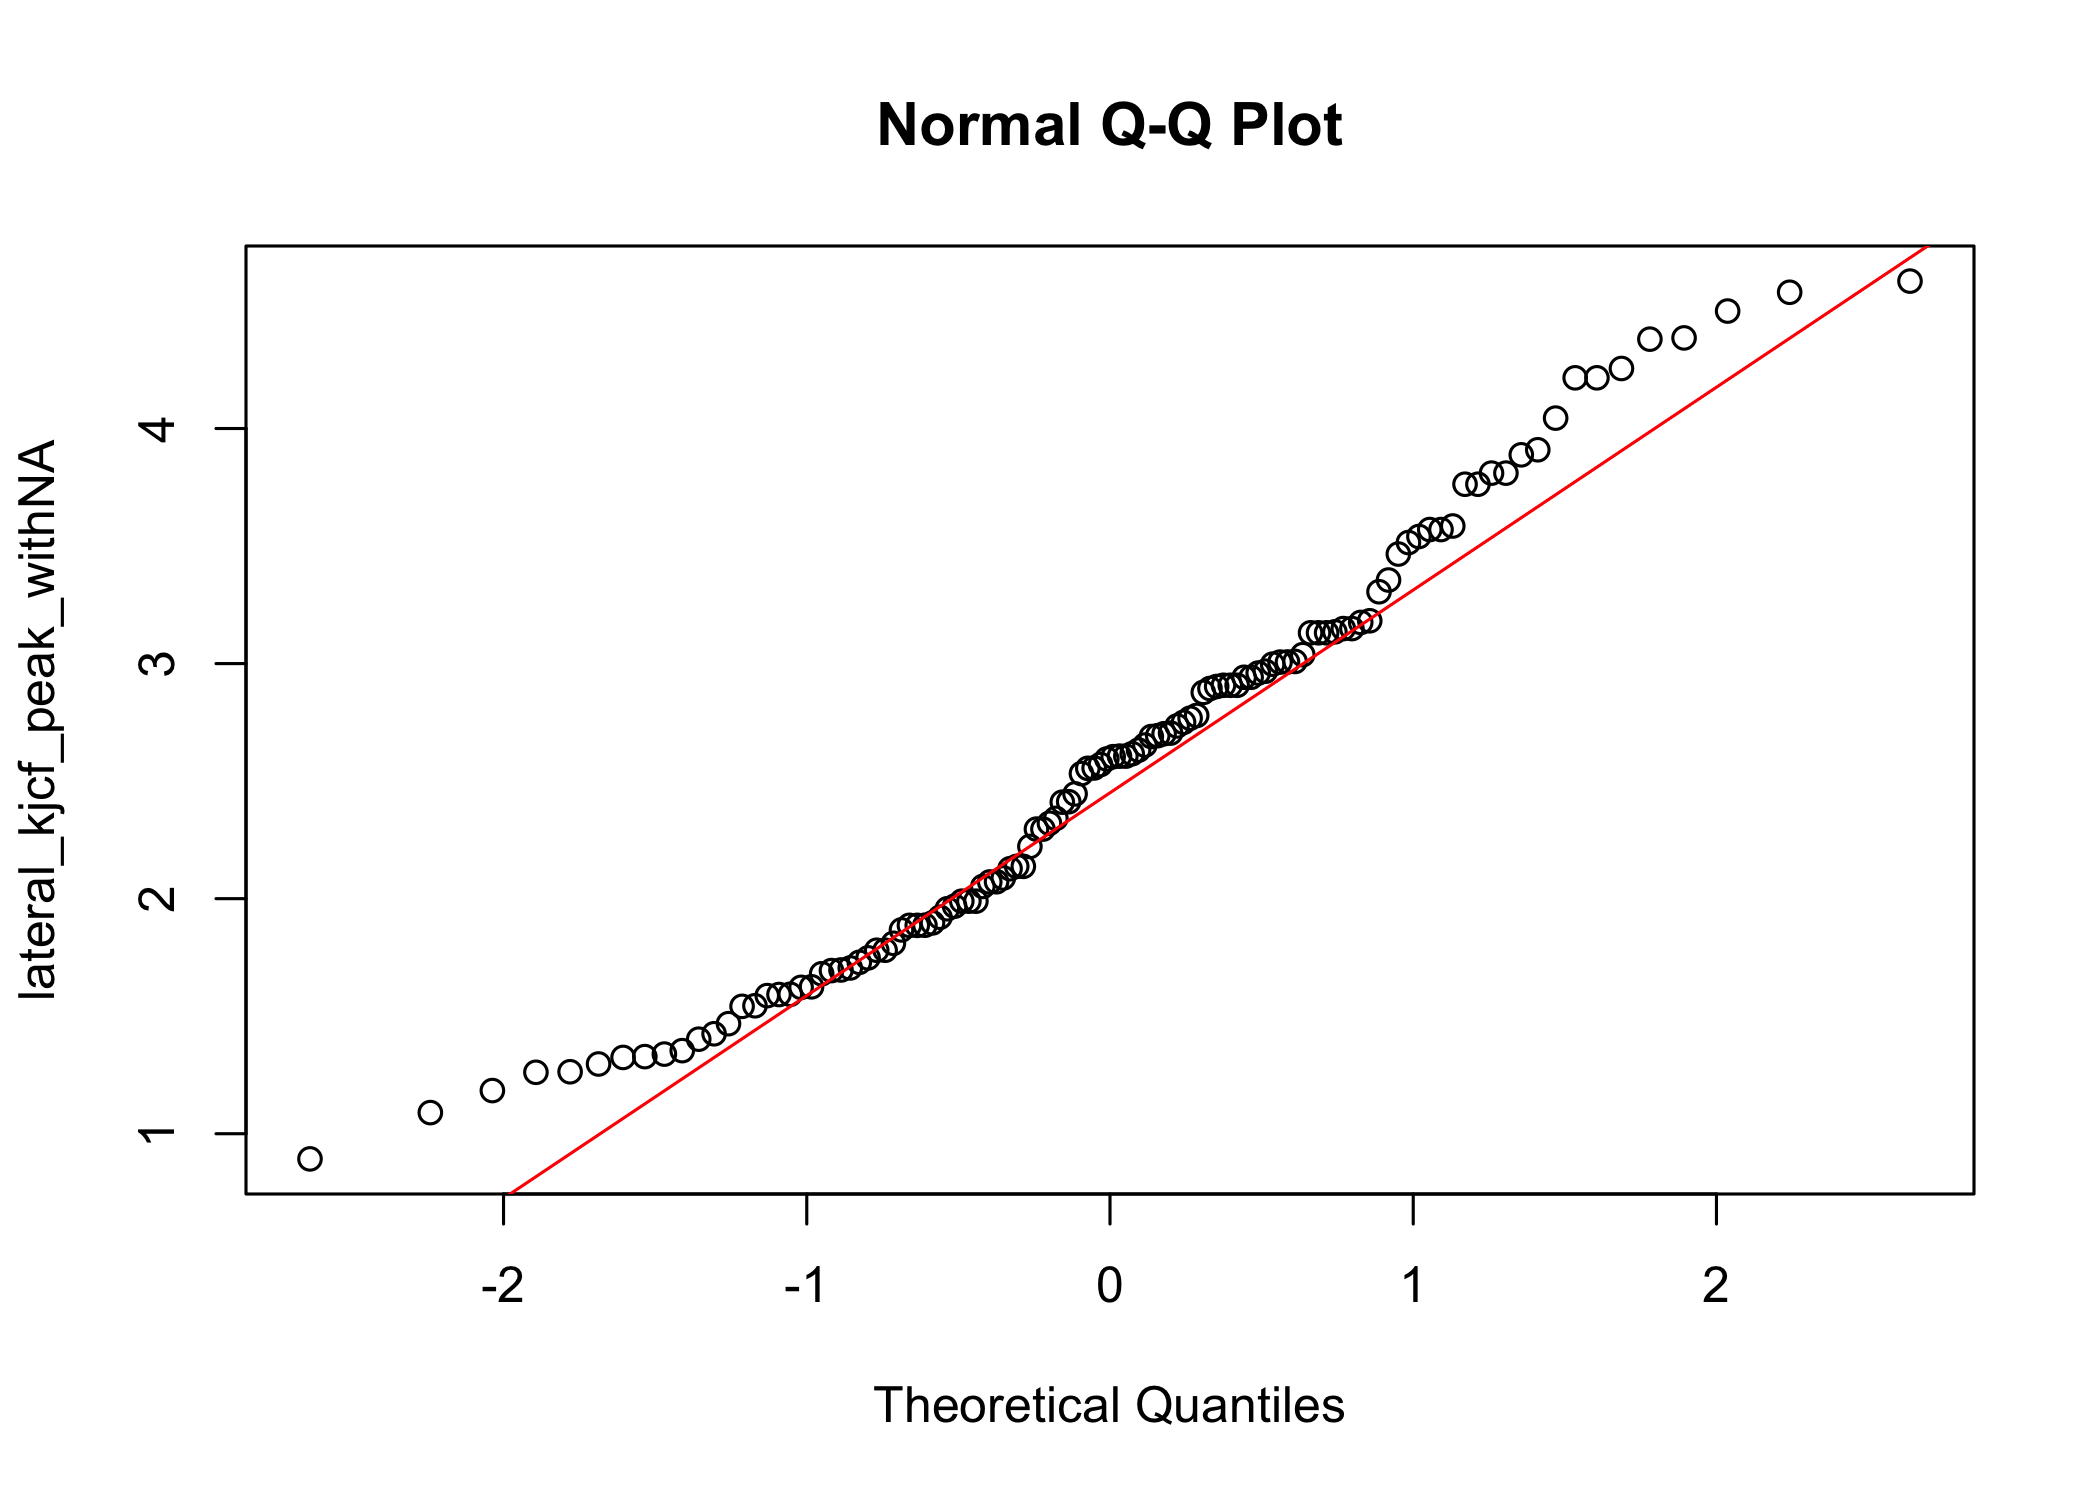 Normal Q-Q Plot
lateral_kjcf_peak_withNA
4
3
2
1
-2 -1 0 1 2
Theoretical Quantiles